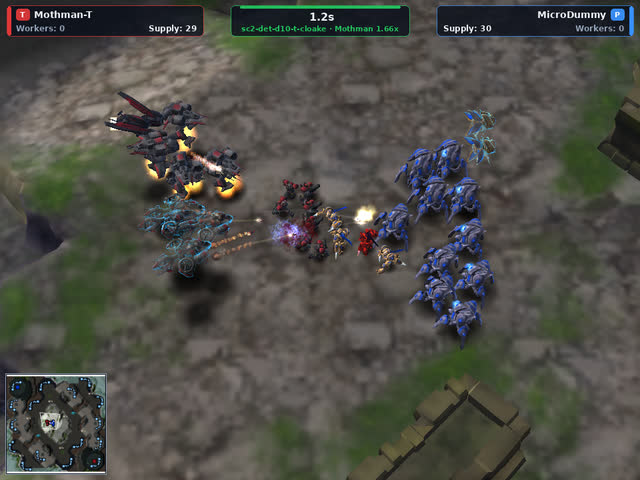 T Mothman-T
Workers: 0 Supply: 29
1.2s
sc2-det-d10-t-cloake · Mothman 1.66x
MicroDummy P
Supply: 30 Workers: 0